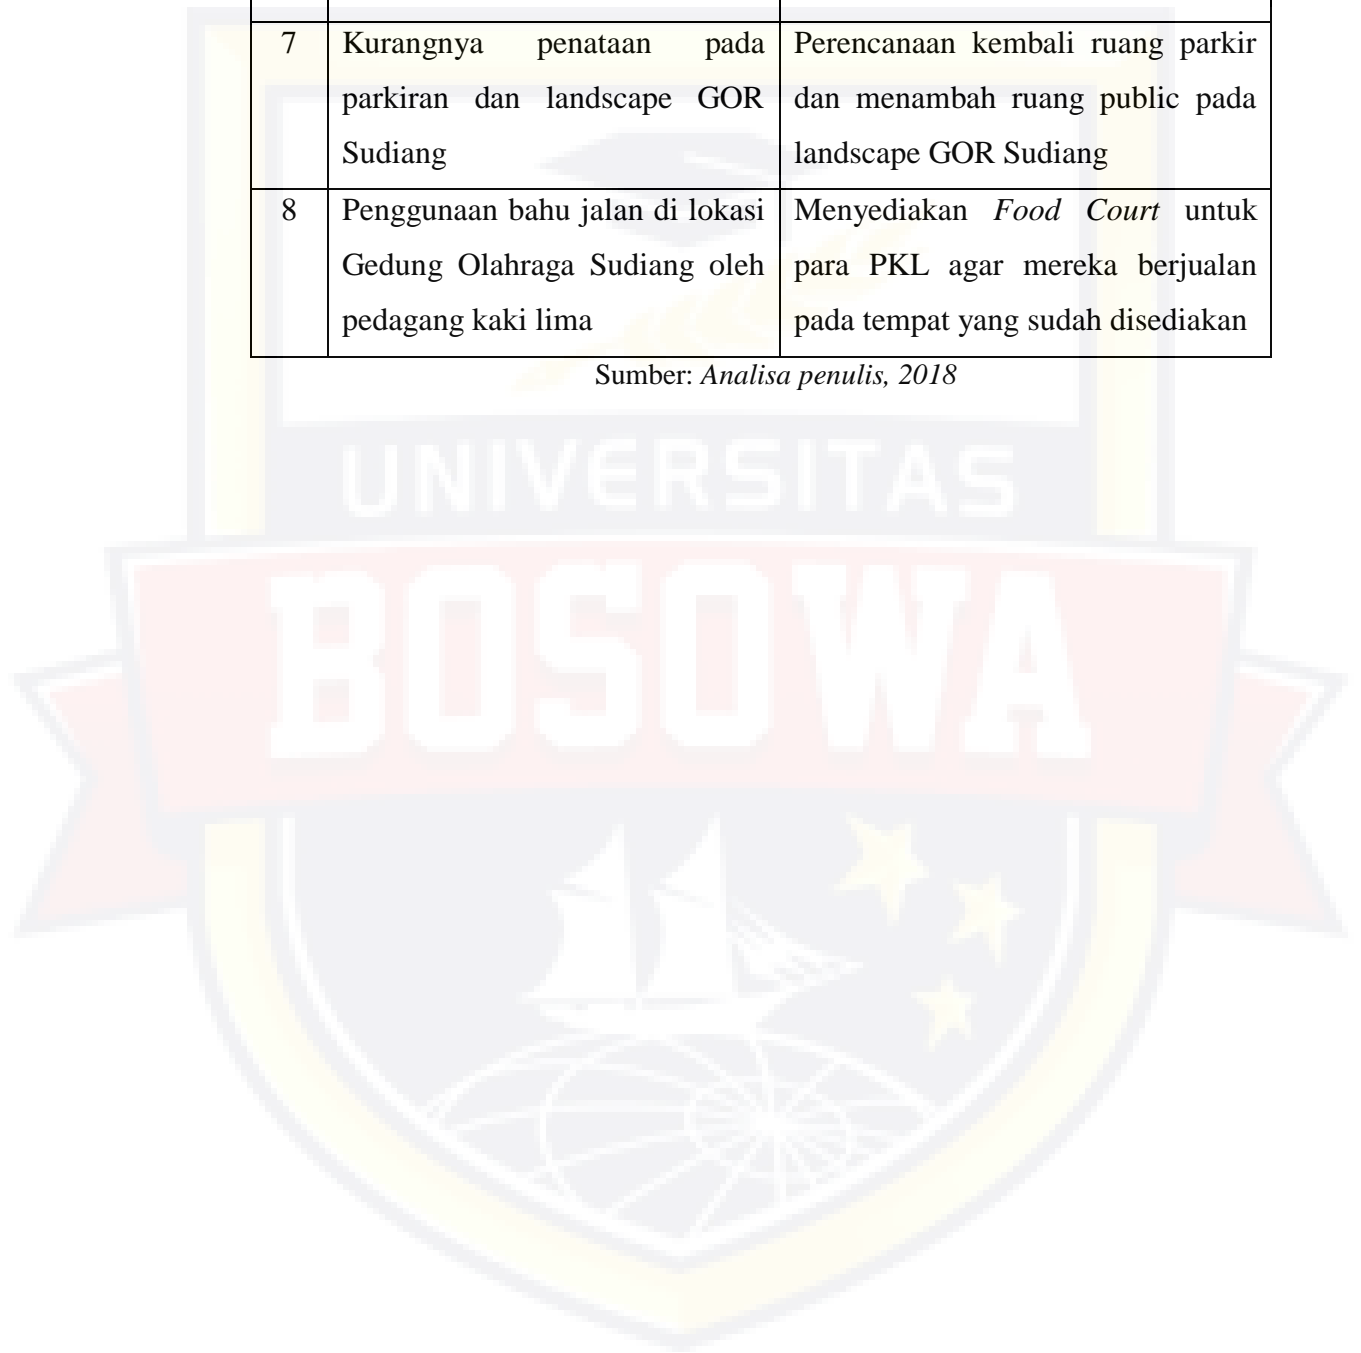 7 Kurangnya penataan pada
parkiran dan landscape GOR
Sudiang
Perencanaan kembali ruang parkir
dan menambah ruang public pada
landscape GOR Sudiang
8 Penggunaan bahu jalan di lokasi
Gedung Olahraga Sudiang oleh
pedagang kaki lima
Menyediakan Food Court untuk
para PKL agar mereka berjualan
pada tempat yang sudah disediakan
Sumber: Analisa penulis, 2018
UNIVERSITAS
BOSOWA